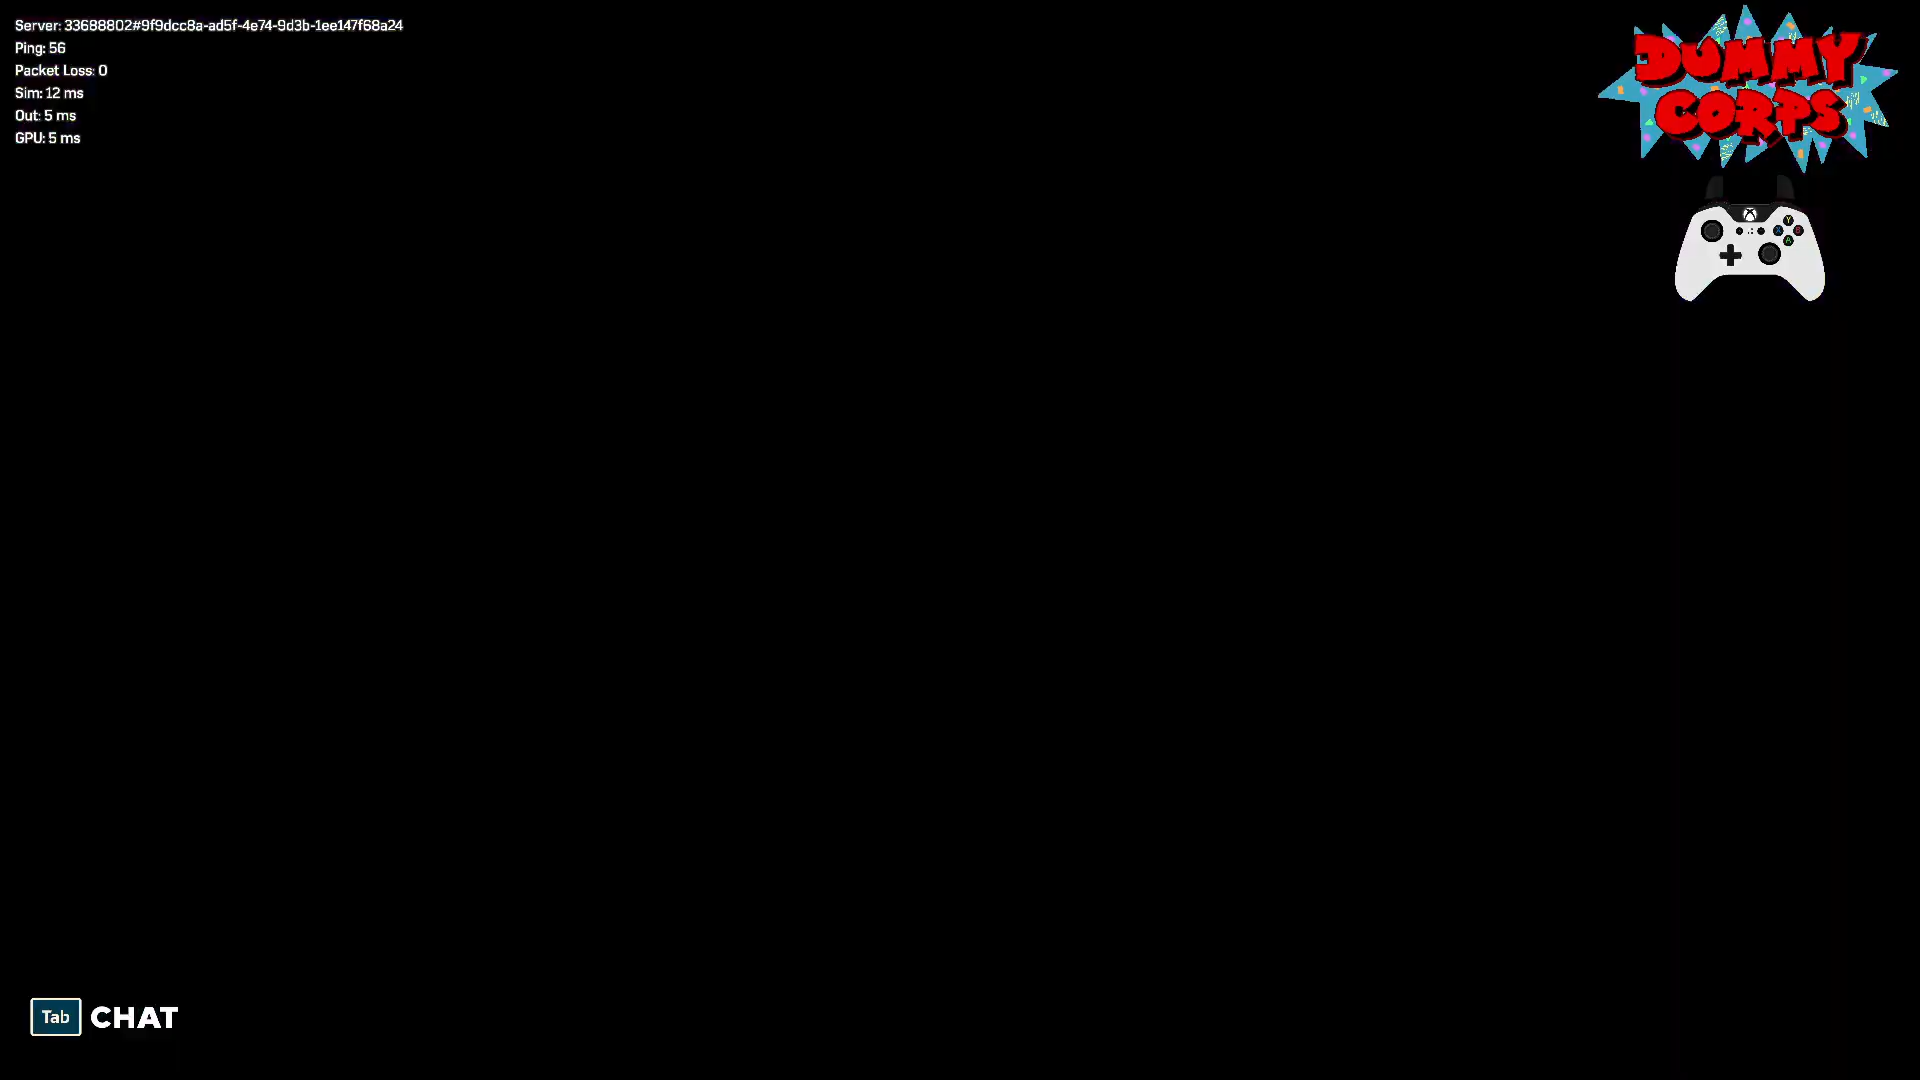 Server: 33688802#9f9dcc8a-ad5f-4e74-9d3b-1ee147f68a24
Ping: 56
Packet Loss: 0
Sim: 12 ms
Out: 5 ms
GPU: 5 ms
DUMMY
CORPS
Y
X B
A
Tab CHAT